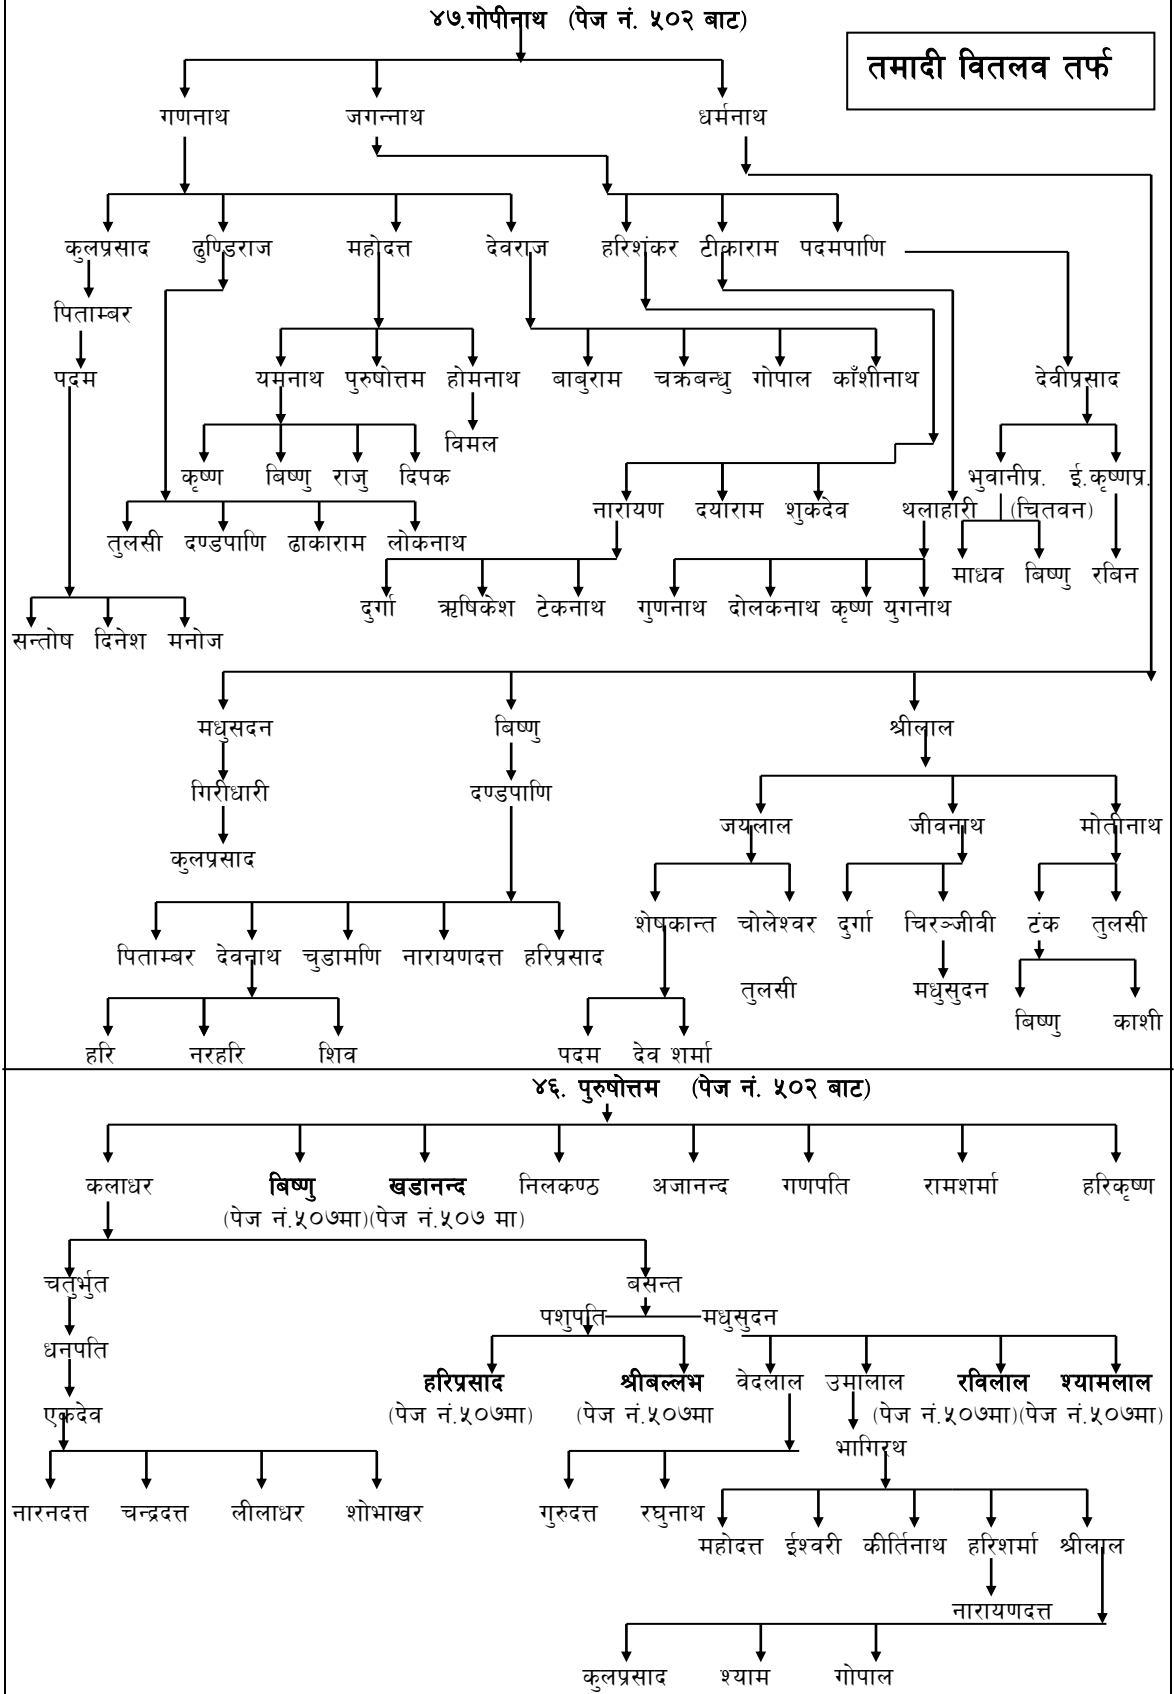 ४७.गोपीनाथ (पेज नं. ५०२ बाट)
तमादी वितलव तर्फ
गणनाथ जगन्नाथ धर्मनाथ
कुलप्रसाद ढुण्डिराज महोदत्त देवराज हरिशंकर टीकाराम पदमपाणि
पिताम्बर
पदम यमनाथ पुरुषोत्तम होमनाथ बाबुराम चक्रबन्धु गोपाल काँशीनाथ देवीप्रसाद
विमल
कृष्ण बिष्णु राजु दिपक भुवानीप्र. ई.कृष्णप्र.
नारायण दयाराम शुकदेव थलाहारी (चितवन)
तुलसी दण्डपाणि ढाकाराम लोकनाथ
माधव बिष्णु रबिन
दुर्गा ऋषिकेश टेकनाथ गुणनाथ दोलकनाथ कृष्ण युगनाथ
सन्तोष दिनेश मनोज
मधुसदन बिष्णु श्रीलाल
गिरीधारी दण्डपाणि
जयलाल जीवनाथ मोतीनाथ
कुलप्रसाद
शेषकान्त चोलेश्वर दुर्गा चिरञ्जीवी टंक तुलसी
पिताम्बर देवनाथ चुडामणि नारायणदत्त हरिप्रसाद
तुलसी मधुसुदन
बिष्णु काशी
हरि नरहरि शिव पदम देव शर्मा
४६. पुरुषोत्तम (पेज नं. ५०२ बाट)
कलाधर बिष्णु खडानन्द निलकण्ठ अजानन्द गणपति रामशर्मा हरिकृष्ण
(पेज नं.५०७मा)(पेज नं.५०७ मा)
चतुर्भुत बसन्त
पशुपति मधुसुदन
धनपति
हरिप्रसाद श्रीबल्लभ वेदलाल उमालाल रविलाल श्यामलाल
एकदेव (पेज नं.५०७मा) (पेज नं.५०७मा (पेज नं.५०७मा)(पेज नं.५०७मा)
भागिरथ
नारनदत्त चन्द्रदत्त लीलाधर शोभाखर गुरुदत्त रघुनाथ
महोदत्त ईश्वरी कीर्तिनाथ हरिशर्मा श्रीलाल
नारायणदत्त
कुलप्रसाद श्याम गोपाल